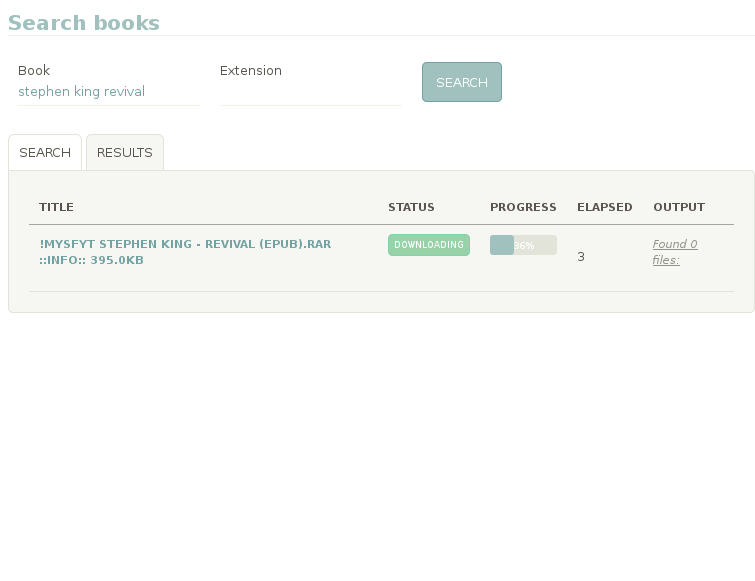 Search books
Book
Extension
stephen king revival
SEARCH
SEARCH
RESULTS
TITLE STATUS PROGRESS ELAPSED OUTPUT
!MYSFYT STEPHEN KING - REVIVAL (EPUB).RAR
::INFO:: 395.0KB
DOWNLOADING
36%
3
Found 0
files: